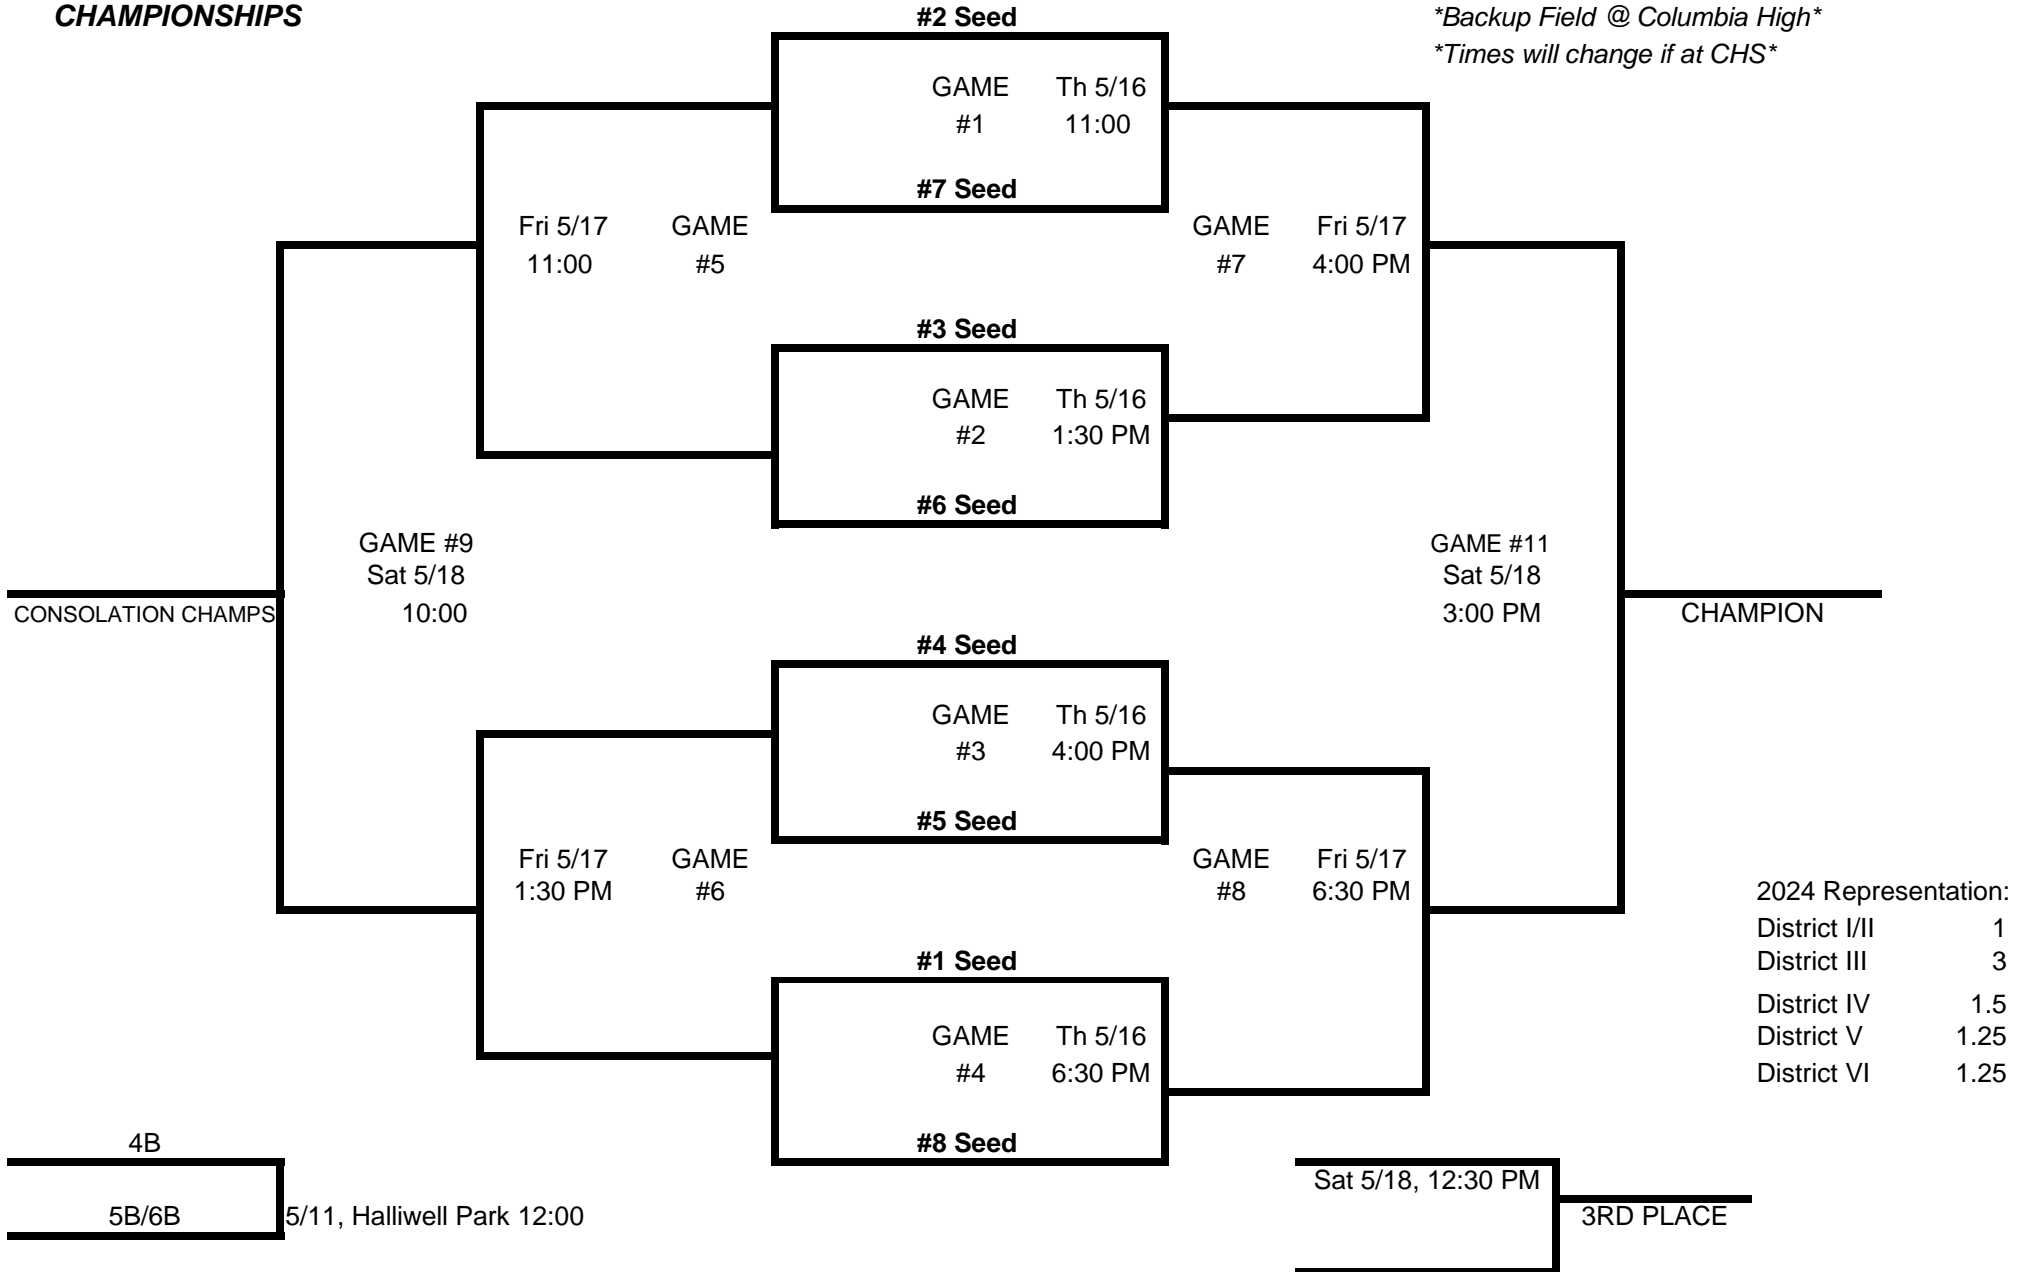 CHAMPIONSHIPS
#2 Seed
*Backup Field @ Columbia High*
*Times will change if at CHS*
GAME Th 5/16
#1 11:00
#7 Seed
Fri 5/17 GAME
11:00 #5
GAME Fri 5/17
#7 4:00 PM
#3 Seed
GAME Th 5/16
#2 1:30 PM
#6 Seed
GAME #9
Sat 5/18
10:00
CONSOLATION CHAMPS
GAME #11
Sat 5/18
3:00 PM
CHAMPION
#4 Seed
GAME Th 5/16
#3 4:00 PM
#5 Seed
Fri 5/17 GAME
1:30 PM #6
GAME Fri 5/17
#8 6:30 PM
2024 Representation:
District I/II 1
District III 3
District IV 1.5
District V 1.25
District VI 1.25
#1 Seed
GAME Th 5/16
#4 6:30 PM
#8 Seed
4B
5B/6B
5/11, Halliwell Park 12:00
Sat 5/18, 12:30 PM
3RD PLACE